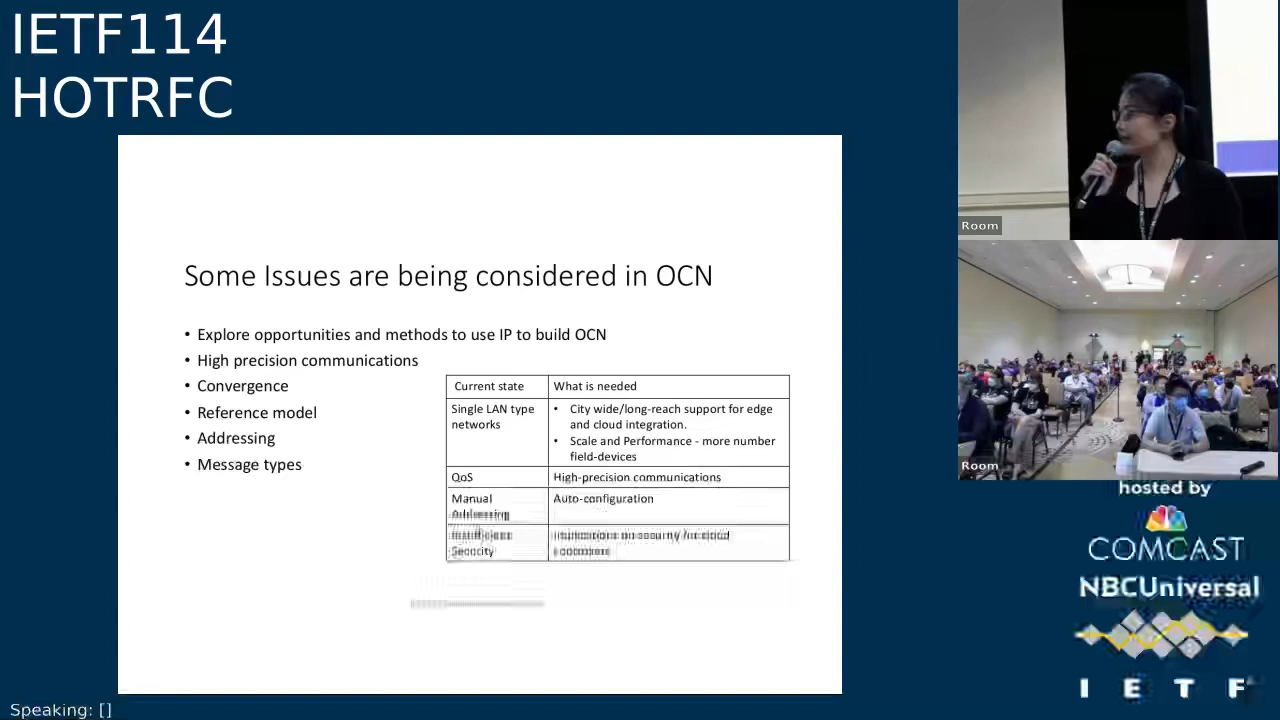 IETF114
HOTRFC
Some Issues are being considered in OCN
• Explore opportunities and methods to use IP to build OCN
• High precision communications
• Convergence
• Reference model
• Addressing
• Message types
Current state
What is needed
Single LAN type
networks
• City wide/long-reach support for edge
and cloud integration.
• Scale and Performance - more number
field-devices
QoS
High-precision communications
Manual
Addressing
Auto-configuration
Security
Room
Room
hosted by
COMCAST
NBCUniversal
I E T F
Speaking: []